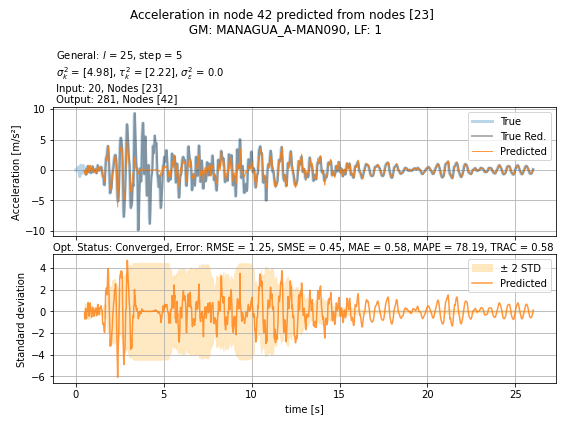 Acceleration in node 42 predicted from nodes [23]
GM: MANAGUA_A-MAN090, LF: 1
General: l = 25, step = 5
σ²ₖ = [4.98], τ²ₖ = [2.22], σ²ε = 0.0
Input: 20, Nodes [23]
Output: 281, Nodes [42]
Acceleration [m/s²]
10
5
0
−5
−10
True
True Red.
Predicted
Opt. Status: Converged, Error: RMSE = 1.25, SMSE = 0.45, MAE = 0.58, MAPE = 78.19, TRAC = 0.58
Standard deviation
4
2
0
−2
−4
−6
± 2 STD
Predicted
0 5 10 15 20 25
time [s]